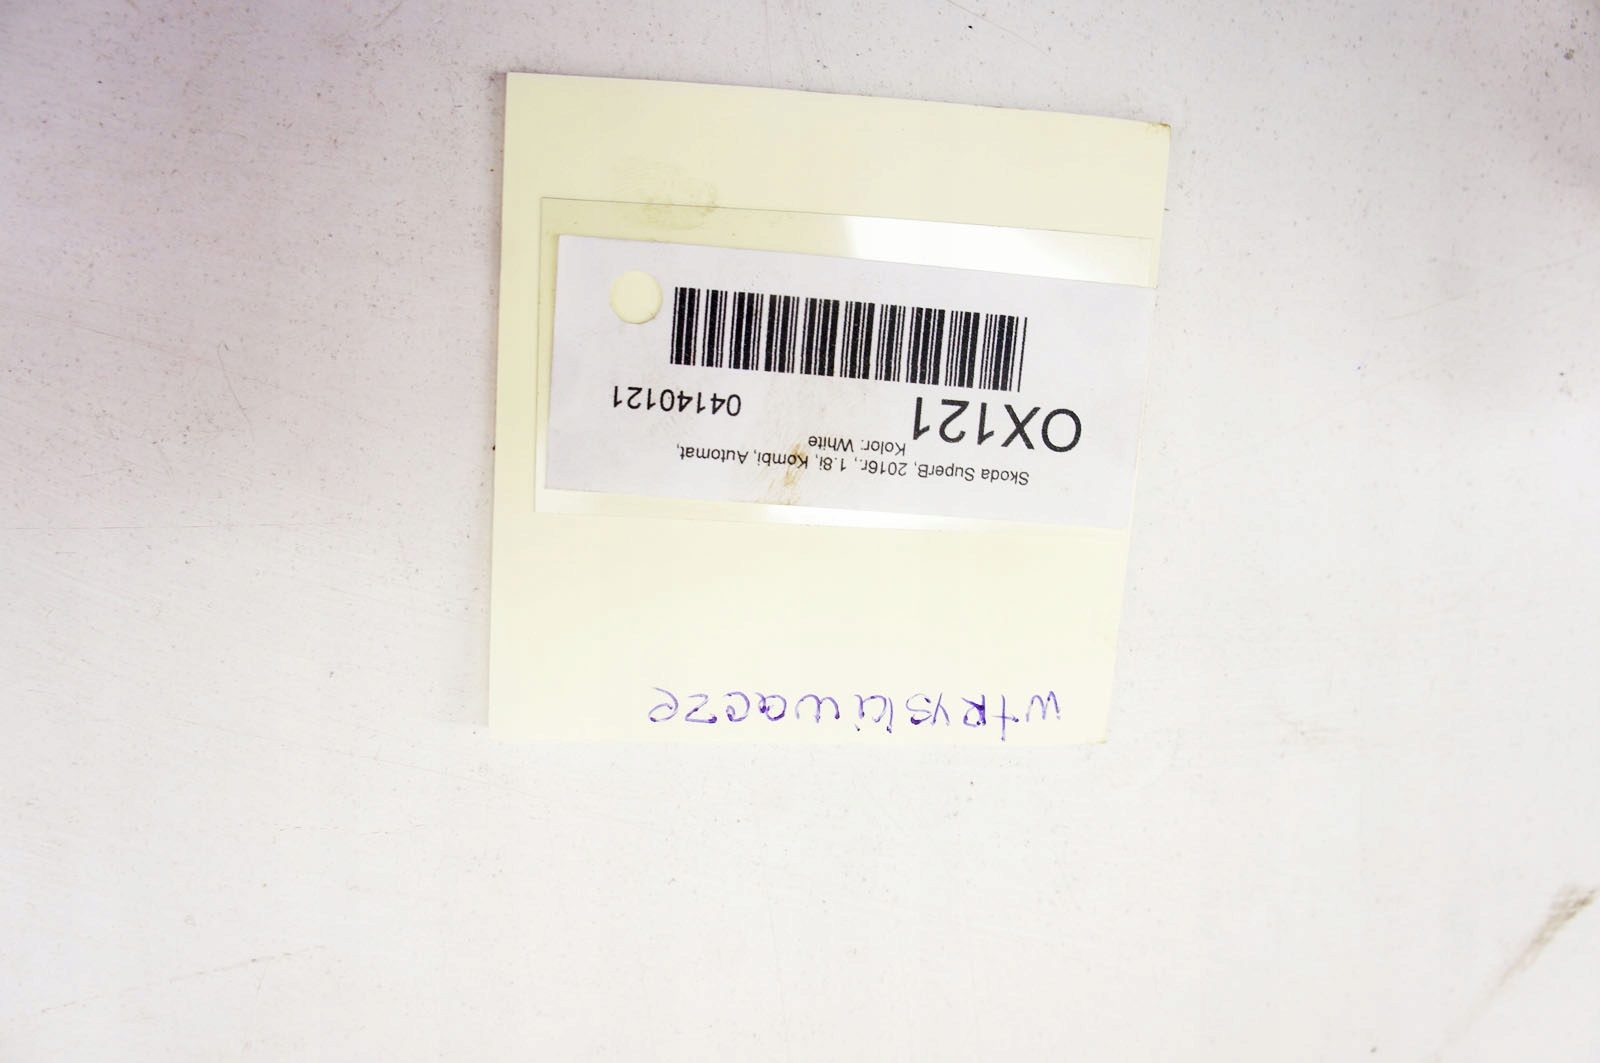 wtRyskiwacze
Skoda SuperB, 2016r., 1.8i, Kombi, Automat,
Kolor: White
OX121 04140121